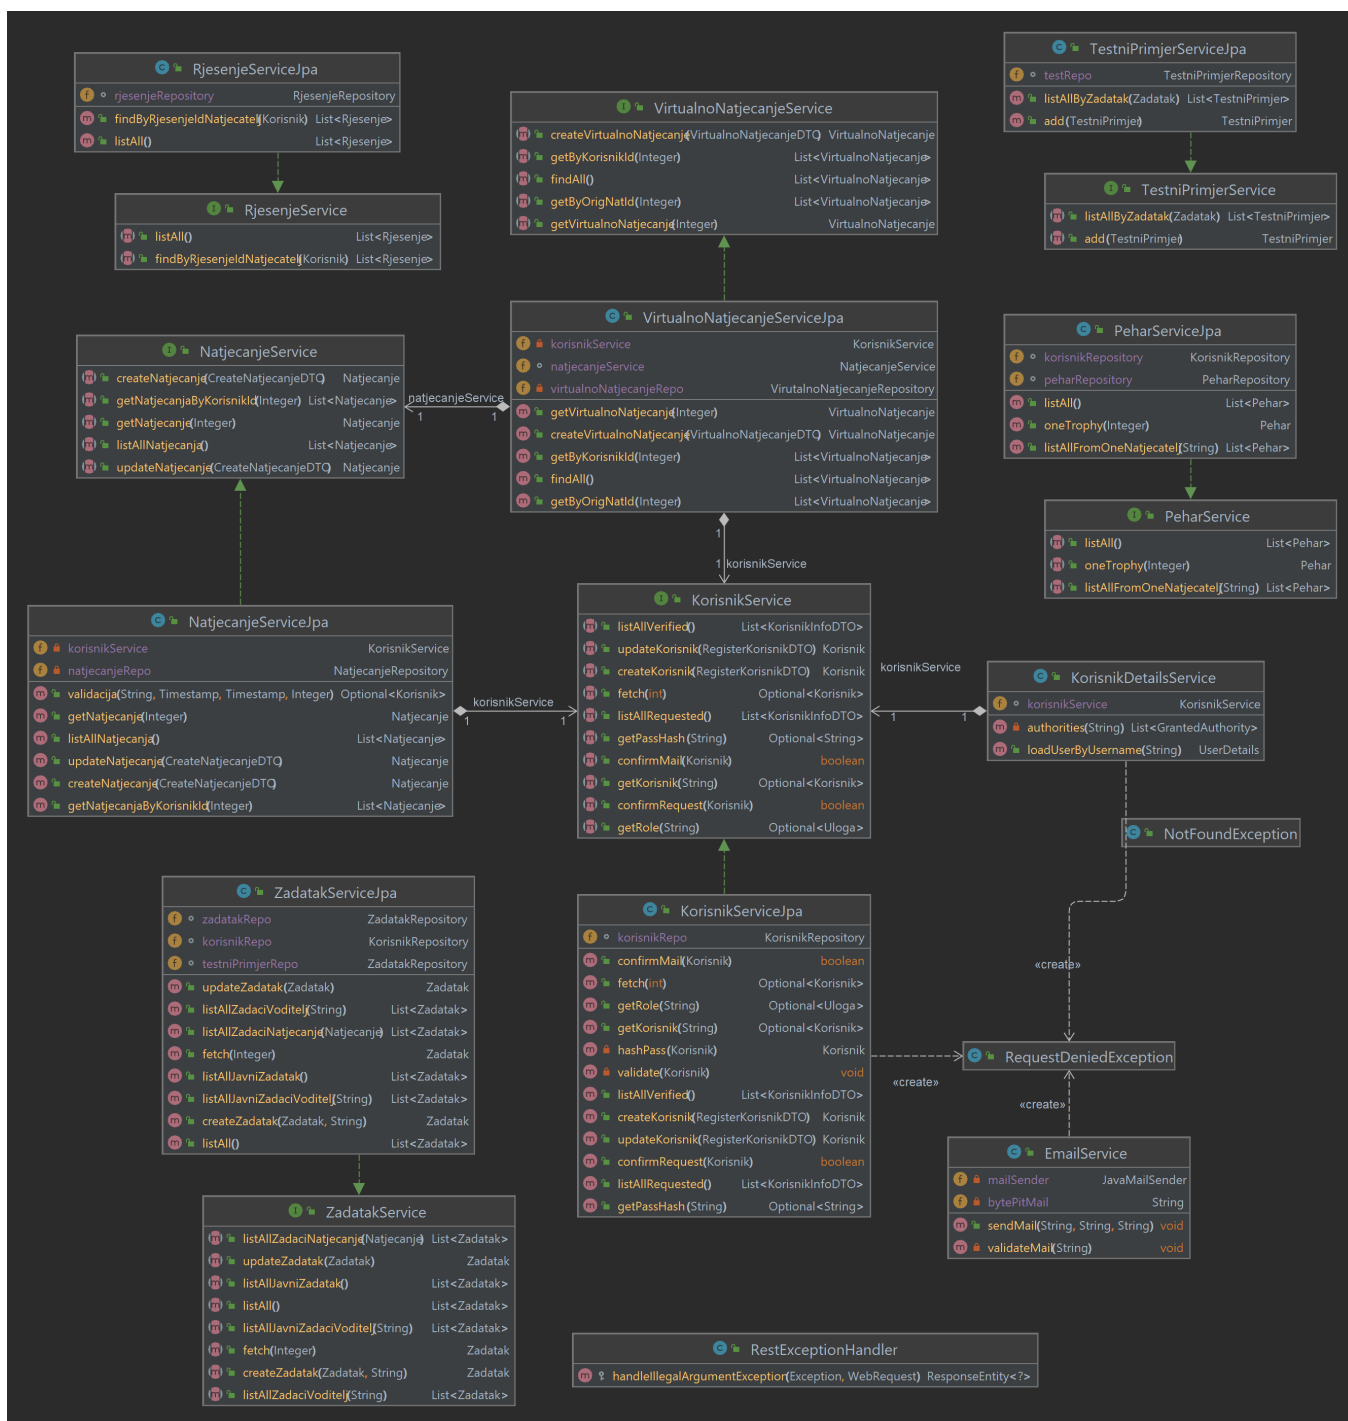 RjesenjeServiceJpa
rjesenjeRepository RjesenjeRepository
findByRjesenjeIdNatjecatelj(Korisnik) List<Rjesenje>
listAll() List<Rjesenje>
RjesenjeService
listAll() List<Rjesenje>
findByRjesenjeIdNatjecatelj(Korisnik) List<Rjesenje>
VirtualnoNatjecanjeService
createVirtualnoNatjecanje(VirtualnoNatjecanjeDTO) VirtualnoNatjecanje
getByKorisnikId(Integer) List<VirtualnoNatjecanje>
findAll() List<VirtualnoNatjecanje>
getByOrigNatId(Integer) List<VirtualnoNatjecanje>
getVirtualnoNatjecanje(Integer) VirtualnoNatjecanje
TestniPrimjerServiceJpa
testRepo TestniPrimjerRepository
listAllByZadatak(Zadatak) List<TestniPrimjer>
add(TestniPrimjer) TestniPrimjer
TestniPrimjerService
listAllByZadatak(Zadatak) List<TestniPrimjer>
add(TestniPrimjer) TestniPrimjer
NatjecanjeService
createNatjecanje(CreateNatjecanjeDTO) Natjecanje
getNatjecanjaByKorisnikId(Integer) List<Natjecanje>
getNatjecanje(Integer) Natjecanje
listAllNatjecanja() List<Natjecanje>
updateNatjecanje(CreateNatjecanjeDTO) Natjecanje
natjecanjeService
1 1
VirtualnoNatjecanjeServiceJpa
korisnikService KorisnikService
natjecanjeService NatjecanjeService
virtualnoNatjecanjeRepo VirutalnoNatjecanjeRepository
getVirtualnoNatjecanje(Integer) VirtualnoNatjecanje
createVirtualnoNatjecanje(VirtualnoNatjecanjeDTO) VirtualnoNatjecanje
getByKorisnikId(Integer) List<VirtualnoNatjecanje>
findAll() List<VirtualnoNatjecanje>
getByOrigNatId(Integer) List<VirtualnoNatjecanje>
1
1 korisnikService
PeharServiceJpa
korisnikRepository KorisnikRepository
peharRepository PeharRepository
listAll() List<Pehar>
oneTrophy(Integer) Pehar
listAllFromOneNatjecatelj(String) List<Pehar>
PeharService
listAll() List<Pehar>
oneTrophy(Integer) Pehar
listAllFromOneNatjecatelj(String) List<Pehar>
NatjecanjeServiceJpa
korisnikService KorisnikService
natjecanjeRepo NatjecanjeRepository
validacija(String, Timestamp, Timestamp, Integer) Optional<Korisnik>
getNatjecanje(Integer) Natjecanje
listAllNatjecanja() List<Natjecanje>
updateNatjecanje(CreateNatjecanjeDTO) Natjecanje
createNatjecanje(CreateNatjecanjeDTO) Natjecanje
getNatjecanjaByKorisnikId(Integer) List<Natjecanje>
korisnikService
1 1
KorisnikService
listAllVerified() List<KorisnikInfoDTO>
updateKorisnik(RegisterKorisnikDTO) Korisnik
createKorisnik(RegisterKorisnikDTO) Korisnik
fetch(int) Optional<Korisnik>
listAllRequested() List<KorisnikInfoDTO>
getPassHash(String) Optional<String>
confirmMail(Korisnik) boolean
getKorisnik(String) Optional<Korisnik>
confirmRequest(Korisnik) boolean
getRole(String) Optional<Uloga>
korisnikService
1 1
KorisnikDetailsService
korisnikService KorisnikService
authorities(String) List<GrantedAuthority>
loadUserByUsername(String) UserDetails
NotFoundException
ZadatakServiceJpa
zadatakRepo ZadatakRepository
korisnikRepo KorisnikRepository
testniPrimjerRepo ZadatakRepository
updateZadatak(Zadatak) Zadatak
listAllZadaciVoditelj(String) List<Zadatak>
listAllZadaciNatjecanje(Natjecanje) List<Zadatak>
fetch(Integer) Zadatak
listAllJavniZadatak() List<Zadatak>
listAllJavniZadaciVoditelj(String) List<Zadatak>
createZadatak(Zadatak, String) Zadatak
listAll() List<Zadatak>
KorisnikServiceJpa
korisnikRepo KorisnikRepository
confirmMail(Korisnik) boolean
fetch(int) Optional<Korisnik>
getRole(String) Optional<Uloga>
getKorisnik(String) Optional<Korisnik>
hashPass(Korisnik) Korisnik
validate(Korisnik) void
listAllVerified() List<KorisnikInfoDTO>
createKorisnik(RegisterKorisnikDTO) Korisnik
updateKorisnik(RegisterKorisnikDTO) Korisnik
confirmRequest(Korisnik) boolean
listAllRequested() List<KorisnikInfoDTO>
getPassHash(String) Optional<String>
«create»
RequestDeniedException
«create»
«create»
EmailService
mailSender JavaMailSender
bytePitMail String
sendMail(String, String, String) void
validateMail(String) void
ZadatakService
listAllZadaciNatjecanje(Natjecanje) List<Zadatak>
updateZadatak(Zadatak) Zadatak
listAllJavniZadatak() List<Zadatak>
listAll() List<Zadatak>
listAllJavniZadaciVoditelj(String) List<Zadatak>
fetch(Integer) Zadatak
createZadatak(Zadatak, String) Zadatak
listAllZadaciVoditelj(String) List<Zadatak>
RestExceptionHandler
handleIllegalArgumentException(Exception, WebRequest) ResponseEntity<?>